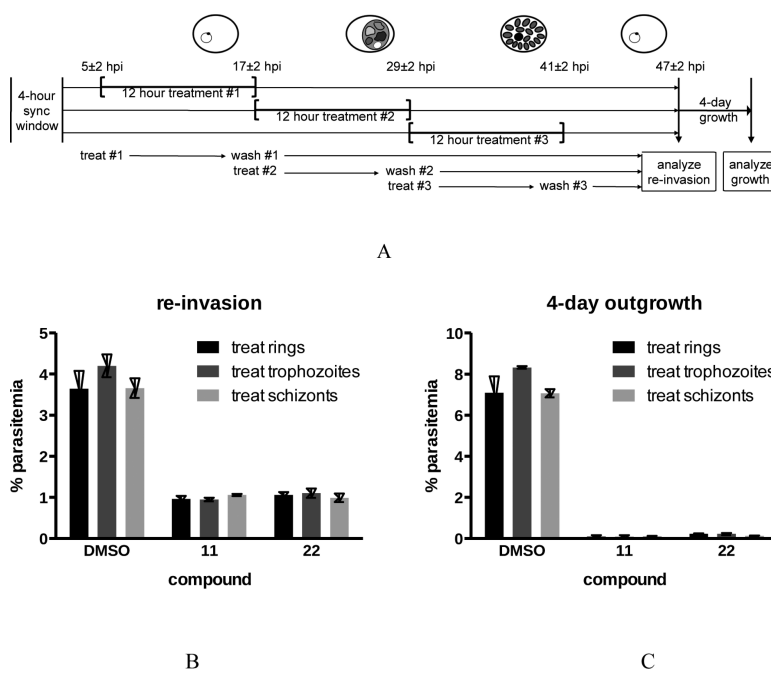 5±2 hpi 17±2 hpi 29±2 hpi 41±2 hpi 47±2 hpi
4-hour
sync
window
12 hour treatment #1
12 hour treatment #2
12 hour treatment #3
4-day
growth
treat #1 wash #1
treat #2 wash #2
treat #3 wash #3
analyze
re-invasion
analyze
growth
A
re-invasion
% parasitemia
5
4
3
2
1
0
treat rings
treat trophozoites
treat schizonts
DMSO 11 22
compound
B
4-day outgrowth
% parasitemia
10
8
6
4
2
0
treat rings
treat trophozoites
treat schizonts
DMSO 11 22
compound
C